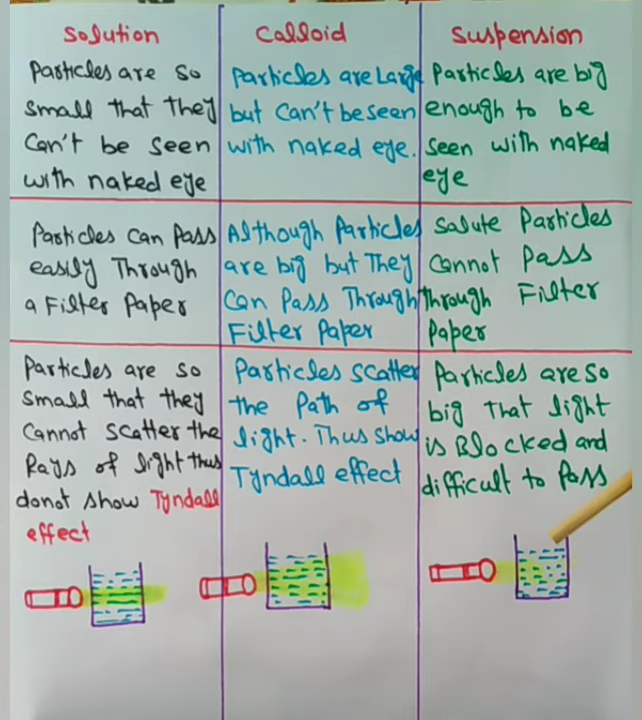 Solution
Particles are so
small that they
Can't be seen
with naked eye
Particles can Pass
easily Through
a Filter Paper
Particles are so
small that they
Cannot scatter the
Rays of light thus
donot show Tyndall
effect
Calloid
Particles are Large
but Can't be seen
with naked eye.
Although Particles
are big but They
Can Pass Through
Filter Paper
Particles scatter
the Path of
light. Thus show
Tyndall effect
Suspension
Particles are big
enough to be
seen with naked
eye
Salute Particles
Cannot Pass
Through Filter
Paper
Particles are so
big That light
is Blocked and
difficult to Pass